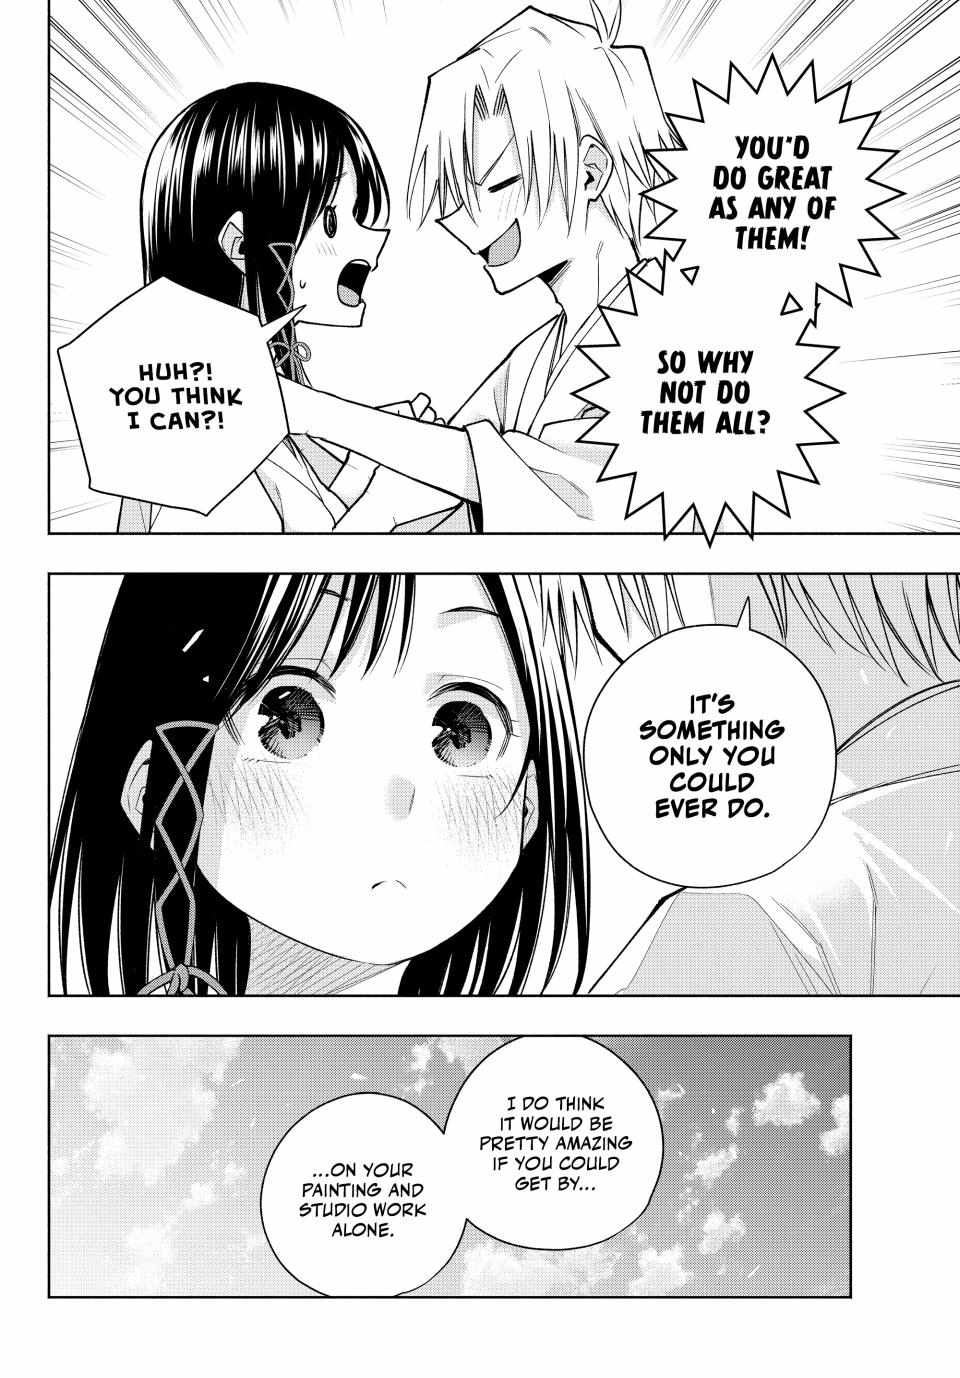 YOU'D
DO GREAT
AS ANY OF
THEM!
SO WHY
NOT DO
THEM ALL?
HUH?!
YOU THINK
I CAN?!
IT'S
SOMETHING
ONLY YOU
COULD
EVER DO.
I DO THINK
IT WOULD BE
PRETTY AMAZING
IF YOU COULD
GET BY...
...ON YOUR
PAINTING AND
STUDIO WORK
ALONE.